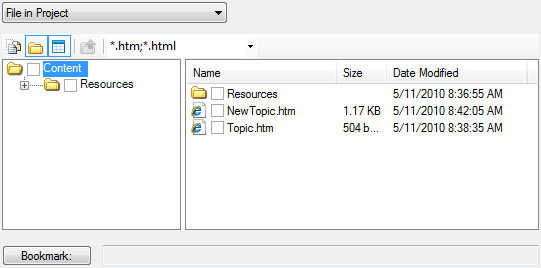 File in Project
*.htm;*.html
Content
Resources
Name Size Date Modified
Resources 5/11/2010 8:36:55 AM
NewTopic.htm 1.17 KB 5/11/2010 8:42:05 AM
Topic.htm 504 b... 5/11/2010 8:38:35 AM
Bookmark: